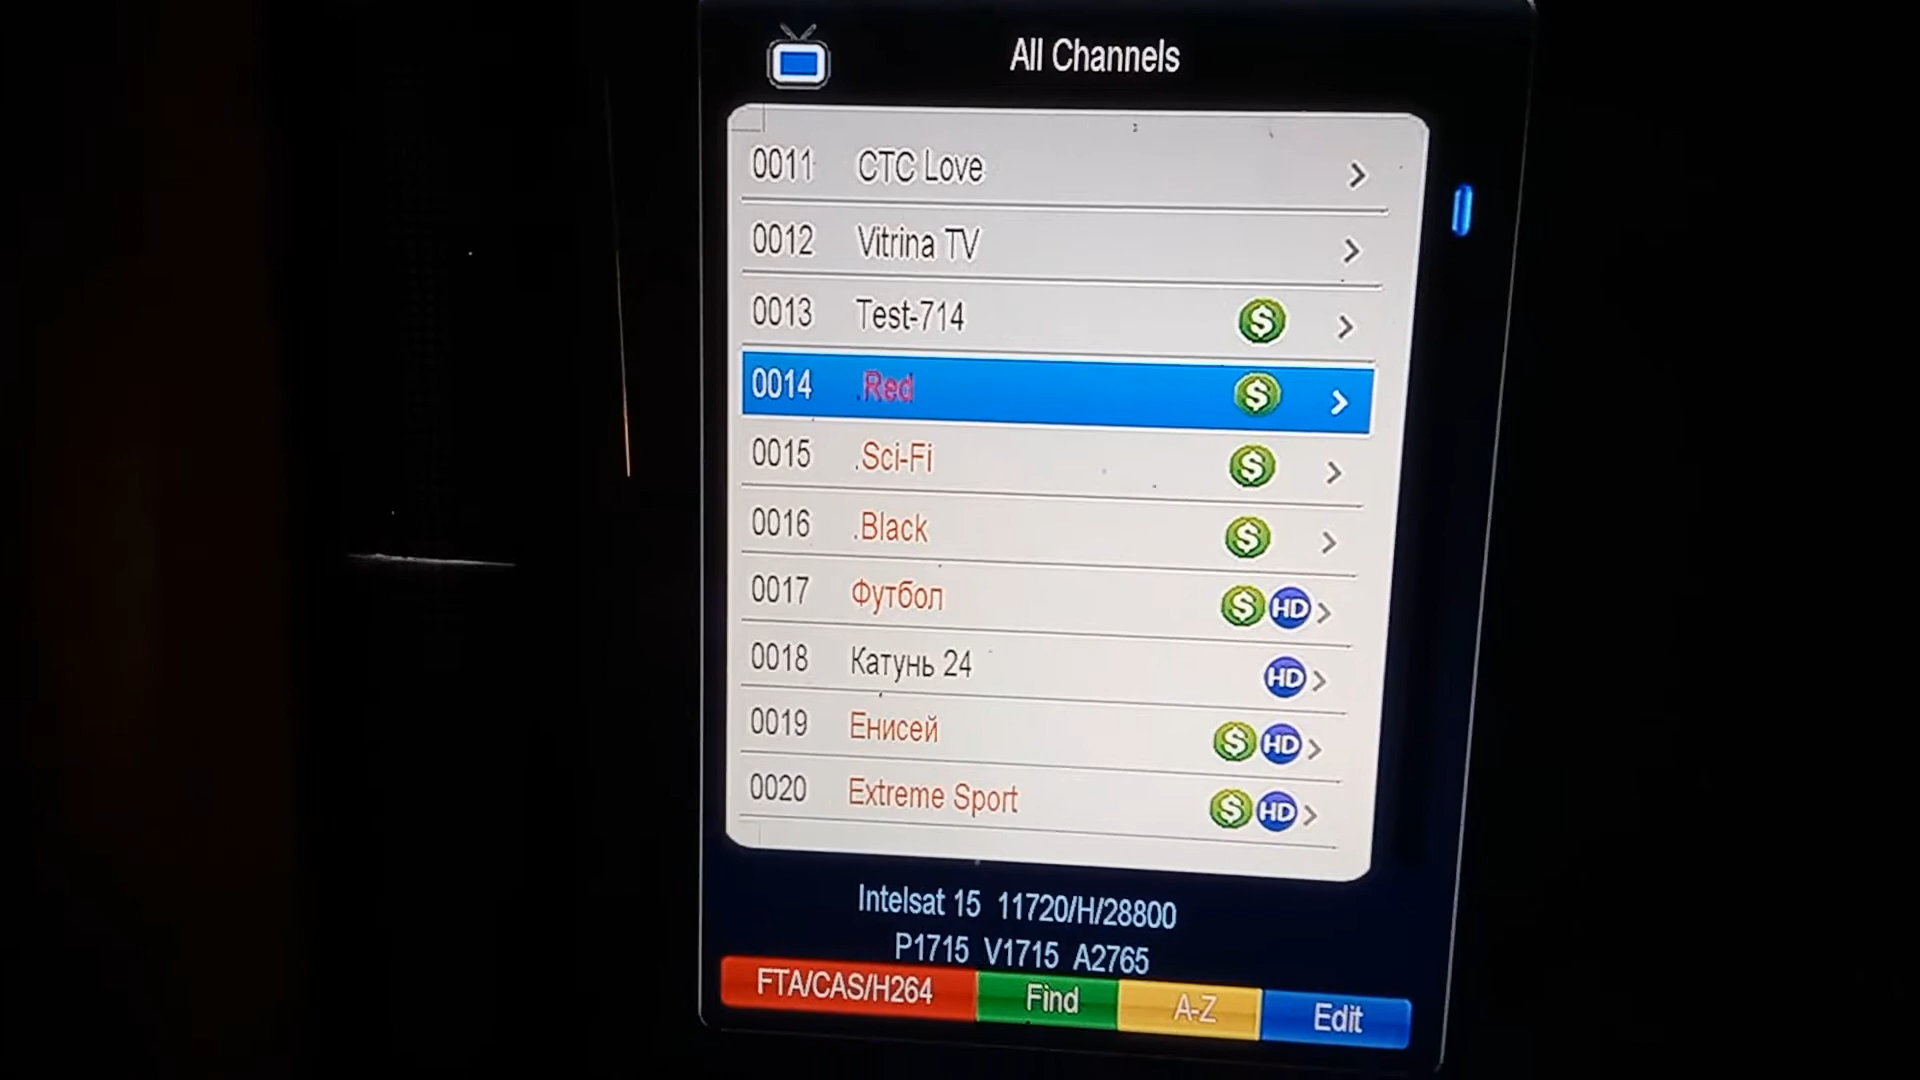 All Channels
0011 CTC Love
0012 Vitrina TV
0013 Test-714 $
0014 .Red $
0015 .Sci-Fi $
0016 .Black $
0017 Футбол $ HD
0018 Катунь 24 HD
0019 Енисей $ HD
0020 Extreme Sport $ HD
Intelsat 15 11720/H/28800
P1715 V1715 A2765
FTA/CAS/H264 Find A-Z Edit